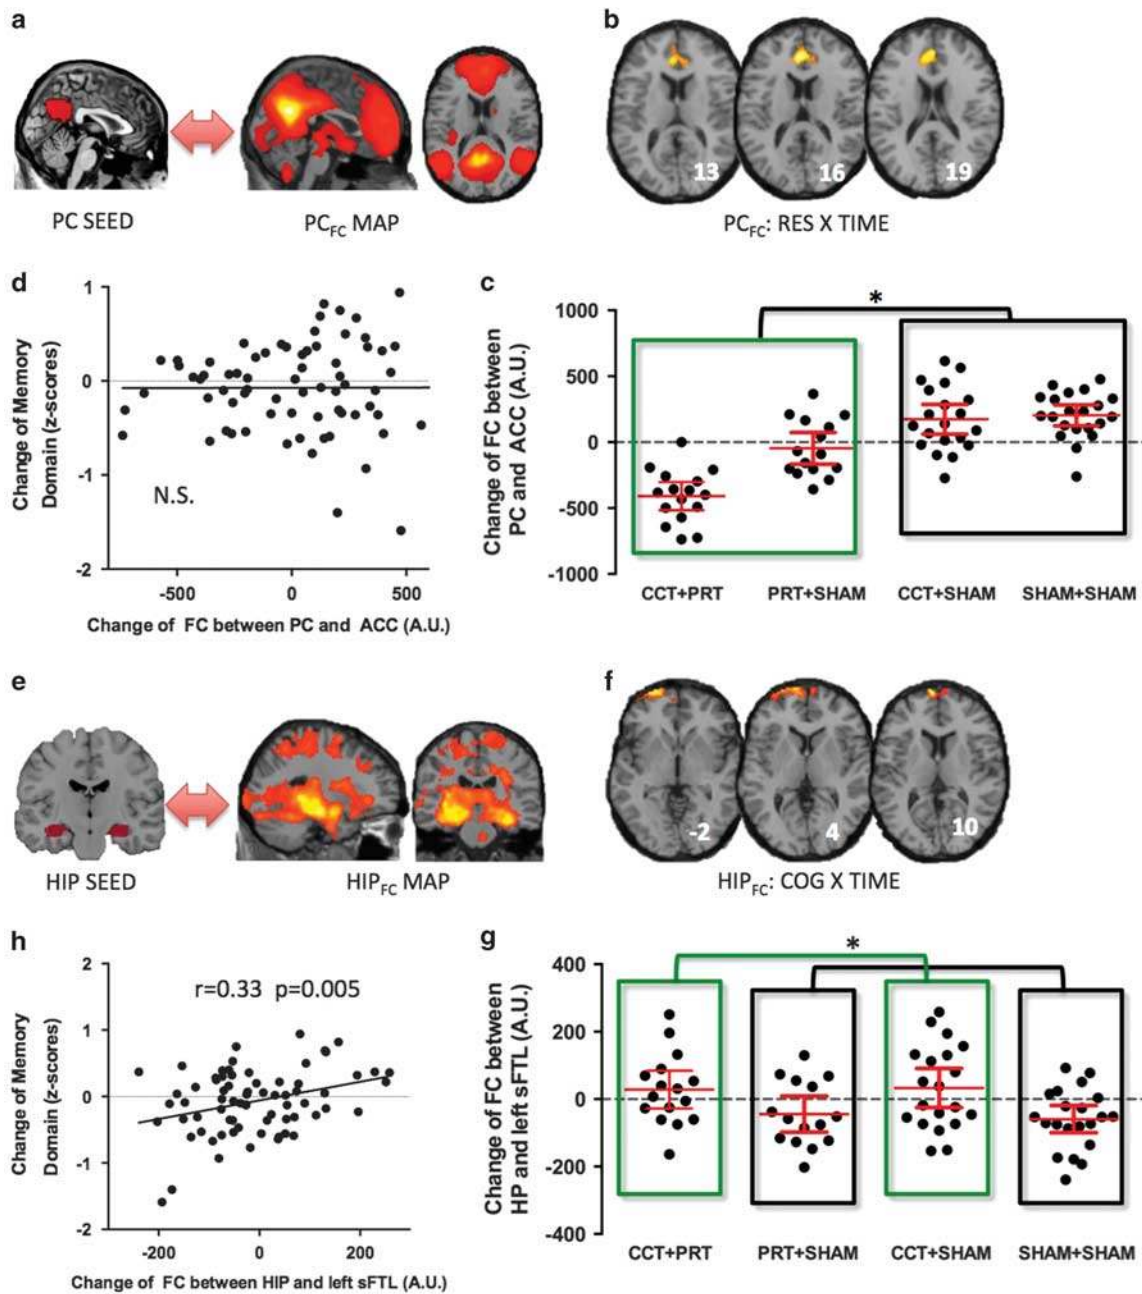 a
PC SEED
PC_FC MAP
b
13
16
19
PC_FC: RES X TIME
d
Change of Memory
Domain (z-scores)
1
0
-1
-2
N.S.
-500
0
500
Change of FC between PC and ACC (A.U.)
c
Change of FC between
PC and ACC (A.U.)
1000
500
0
-500
-1000
*
CCT+PRT
PRT+SHAM
CCT+SHAM
SHAM+SHAM
e
HIP SEED
HIP_FC MAP
f
-2
4
10
HIP_FC: COG X TIME
h
Change of Memory
Domain (z-scores)
2
1
0
-1
-2
r=0.33 p=0.005
-200
0
200
Change of FC between HIP and left sFTL (A.U.)
g
Change of FC between
HP and left sFTL (A.U.)
400
200
0
-200
-400
*
CCT+PRT
PRT+SHAM
CCT+SHAM
SHAM+SHAM